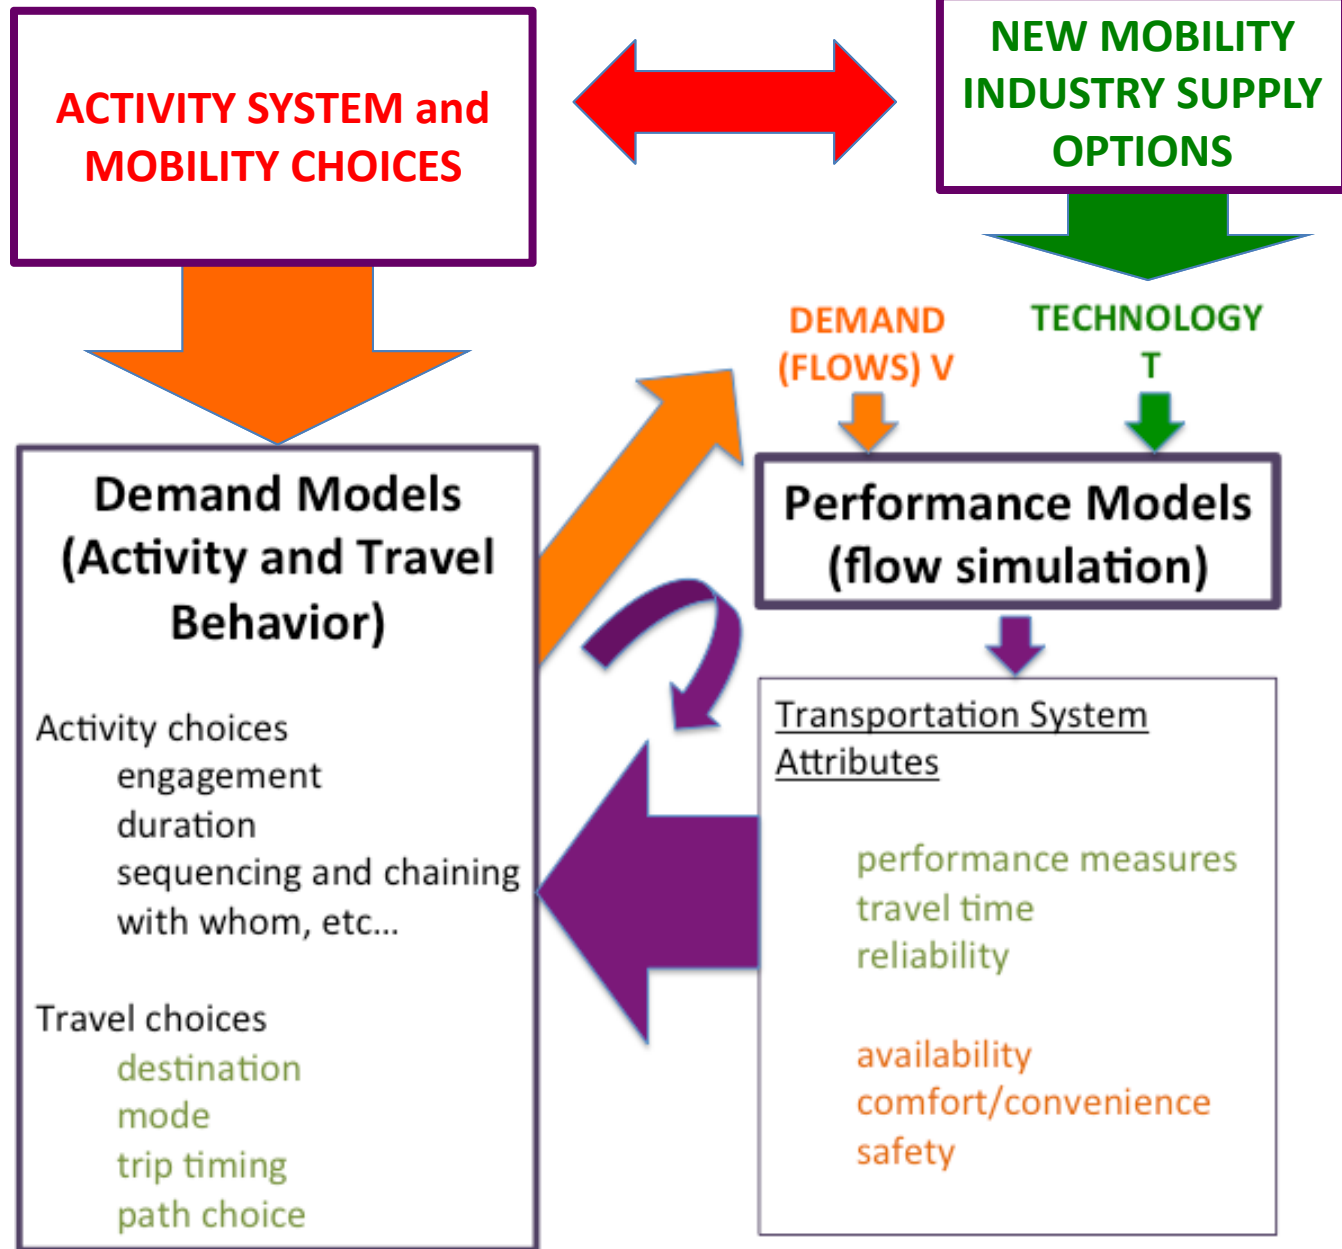 ACTIVITY SYSTEM and
MOBILITY CHOICES
NEW MOBILITY
INDUSTRY SUPPLY
OPTIONS
DEMAND
(FLOWS) V
TECHNOLOGY
T
Demand Models
(Activity and Travel
Behavior)
Activity choices
engagement
duration
sequencing and chaining
with whom, etc...
Travel choices
destination
mode
trip timing
path choice
Performance Models
(flow simulation)
Transportation System
Attributes
performance measures
travel time
reliability
availability
comfort/convenience
safety